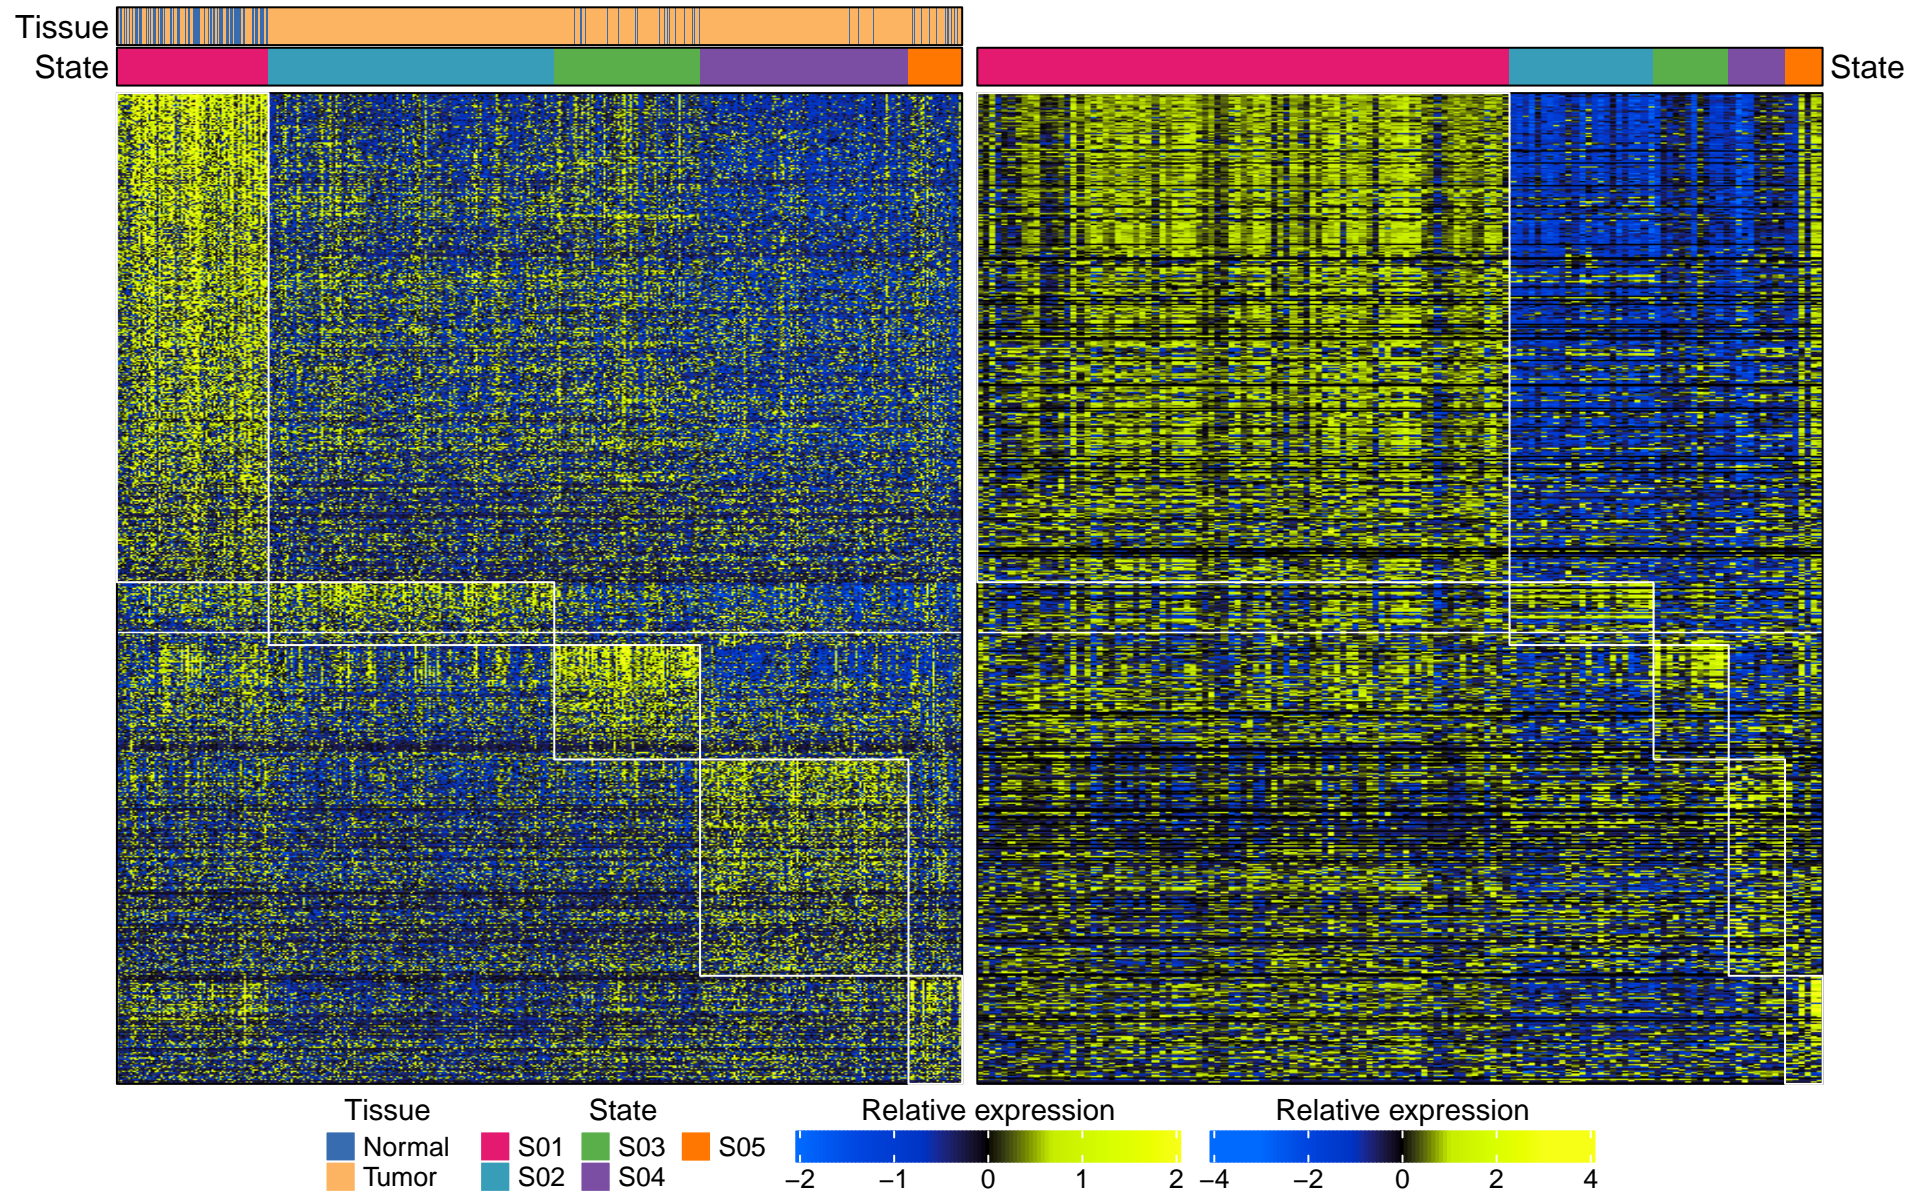 Tissue
State
State
Tissue State Relative expression Relative expression
Normal S01 S03 S05
Tumor S02 S04
−2 −1 0 1 2 −4 −2 0 2 4